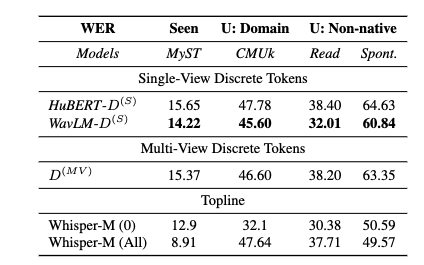 WER Seen U: Domain U: Non-native
Models MyST CMUk Read Spont.
Single-View Discrete Tokens
HuBERT-D(S) 15.65 47.78 38.40 64.63
WavLM-D(S) 14.22 45.60 32.01 60.84
Multi-View Discrete Tokens
D(MV) 15.37 46.60 38.20 63.35
Topline
Whisper-M (0) 12.9 32.1 30.38 50.59
Whisper-M (All) 8.91 47.64 37.71 49.57